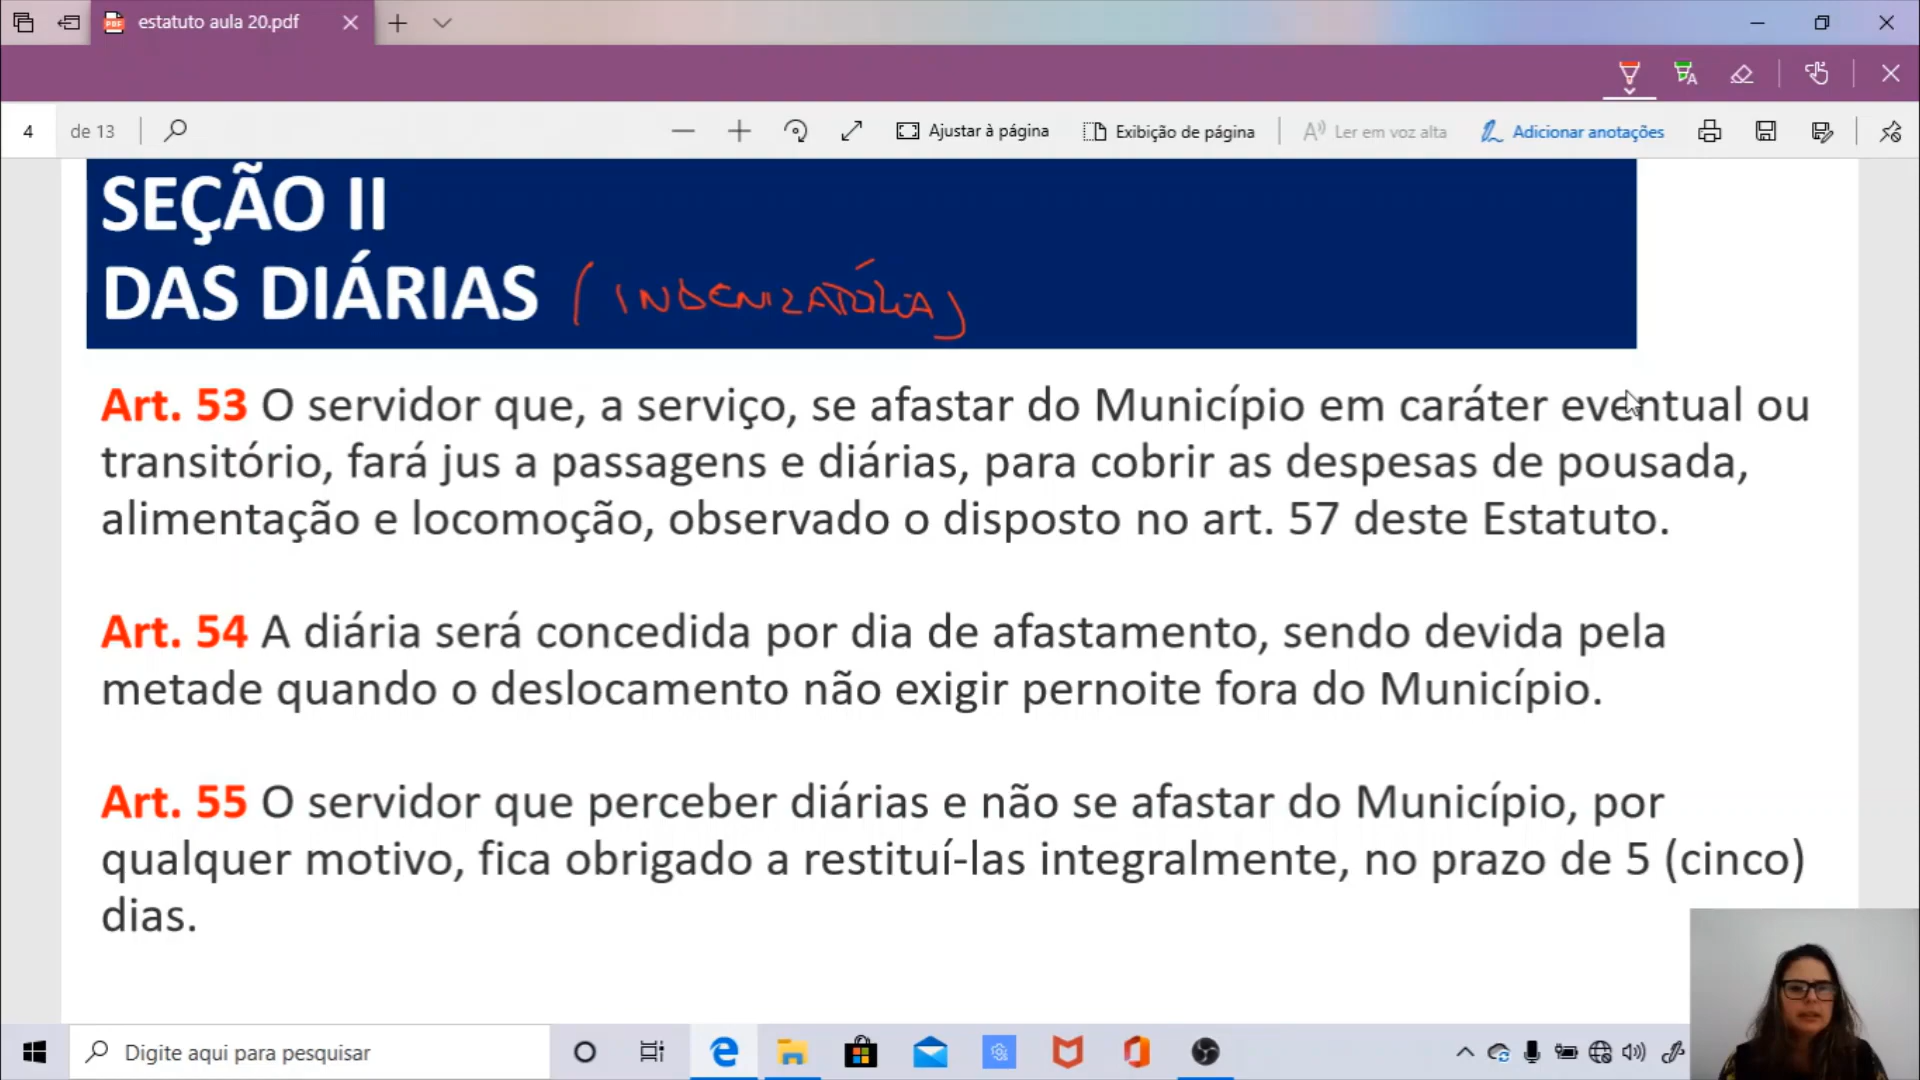 estatuto aula 20.pdf
4 de 13 Ajustar à página Exibição de página Ler em voz alta Adicionar anotações
SEÇÃO II
DAS DIÁRIAS (INDENIZATÓRIA)
Art. 53 O servidor que, a serviço, se afastar do Município em caráter eventual ou
transitório, fará jus a passagens e diárias, para cobrir as despesas de pousada,
alimentação e locomoção, observado o disposto no art. 57 deste Estatuto.
Art. 54 A diária será concedida por dia de afastamento, sendo devida pela
metade quando o deslocamento não exigir pernoite fora do Município.
Art. 55 O servidor que perceber diárias e não se afastar do Município, por
qualquer motivo, fica obrigado a restituí-las integralmente, no prazo de 5 (cinco)
dias.
Digite aqui para pesquisar